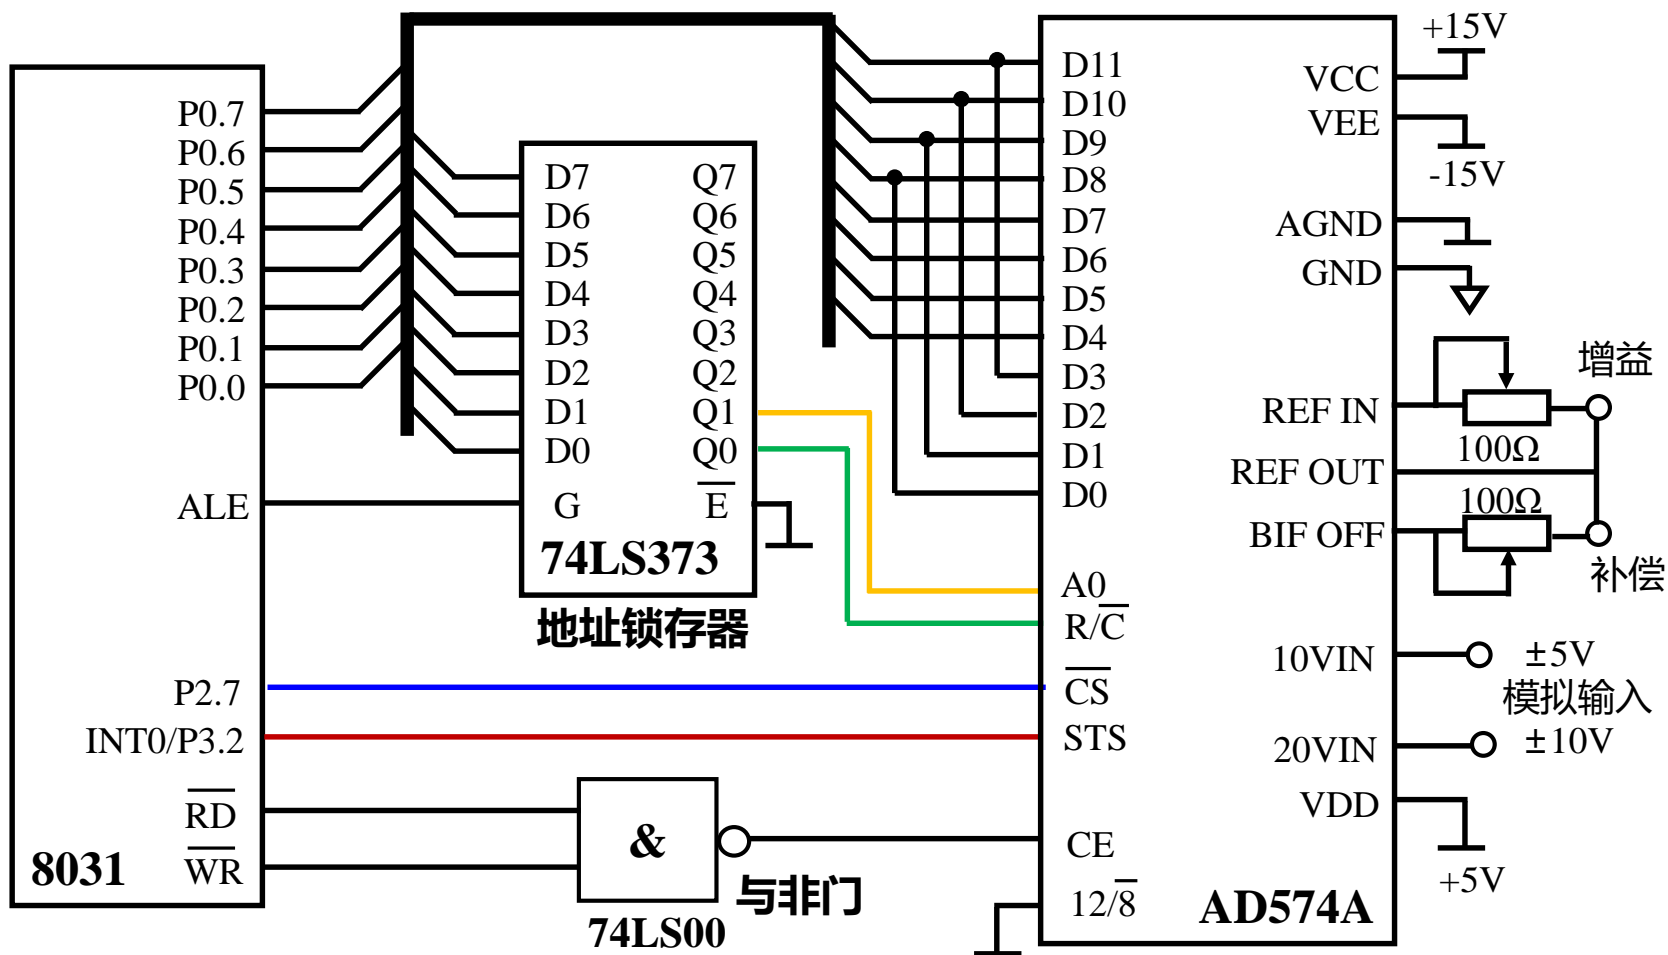 P0.7
P0.6
P0.5
P0.4
P0.3
P0.2
P0.1
P0.0
ALE
P2.7
INT0/P3.2
RD
WR
8031
D7 Q7
D6 Q6
D5 Q5
D4 Q4
D3 Q3
D2 Q2
D1 Q1
D0 Q0
G E
74LS373
地址锁存器
&
与非门
74LS00
D11
D10
D9
D8
D7
D6
D5
D4
D3
D2
D1
D0
A0
R/C
CS
STS
CE
12/8
AD574A
VCC
VEE
AGND
GND
REF IN
REF OUT
BIF OFF
10VIN
20VIN
VDD
+15V
-15V
增益
100Ω
100Ω
补偿
±5V
模拟输入
±10V
+5V